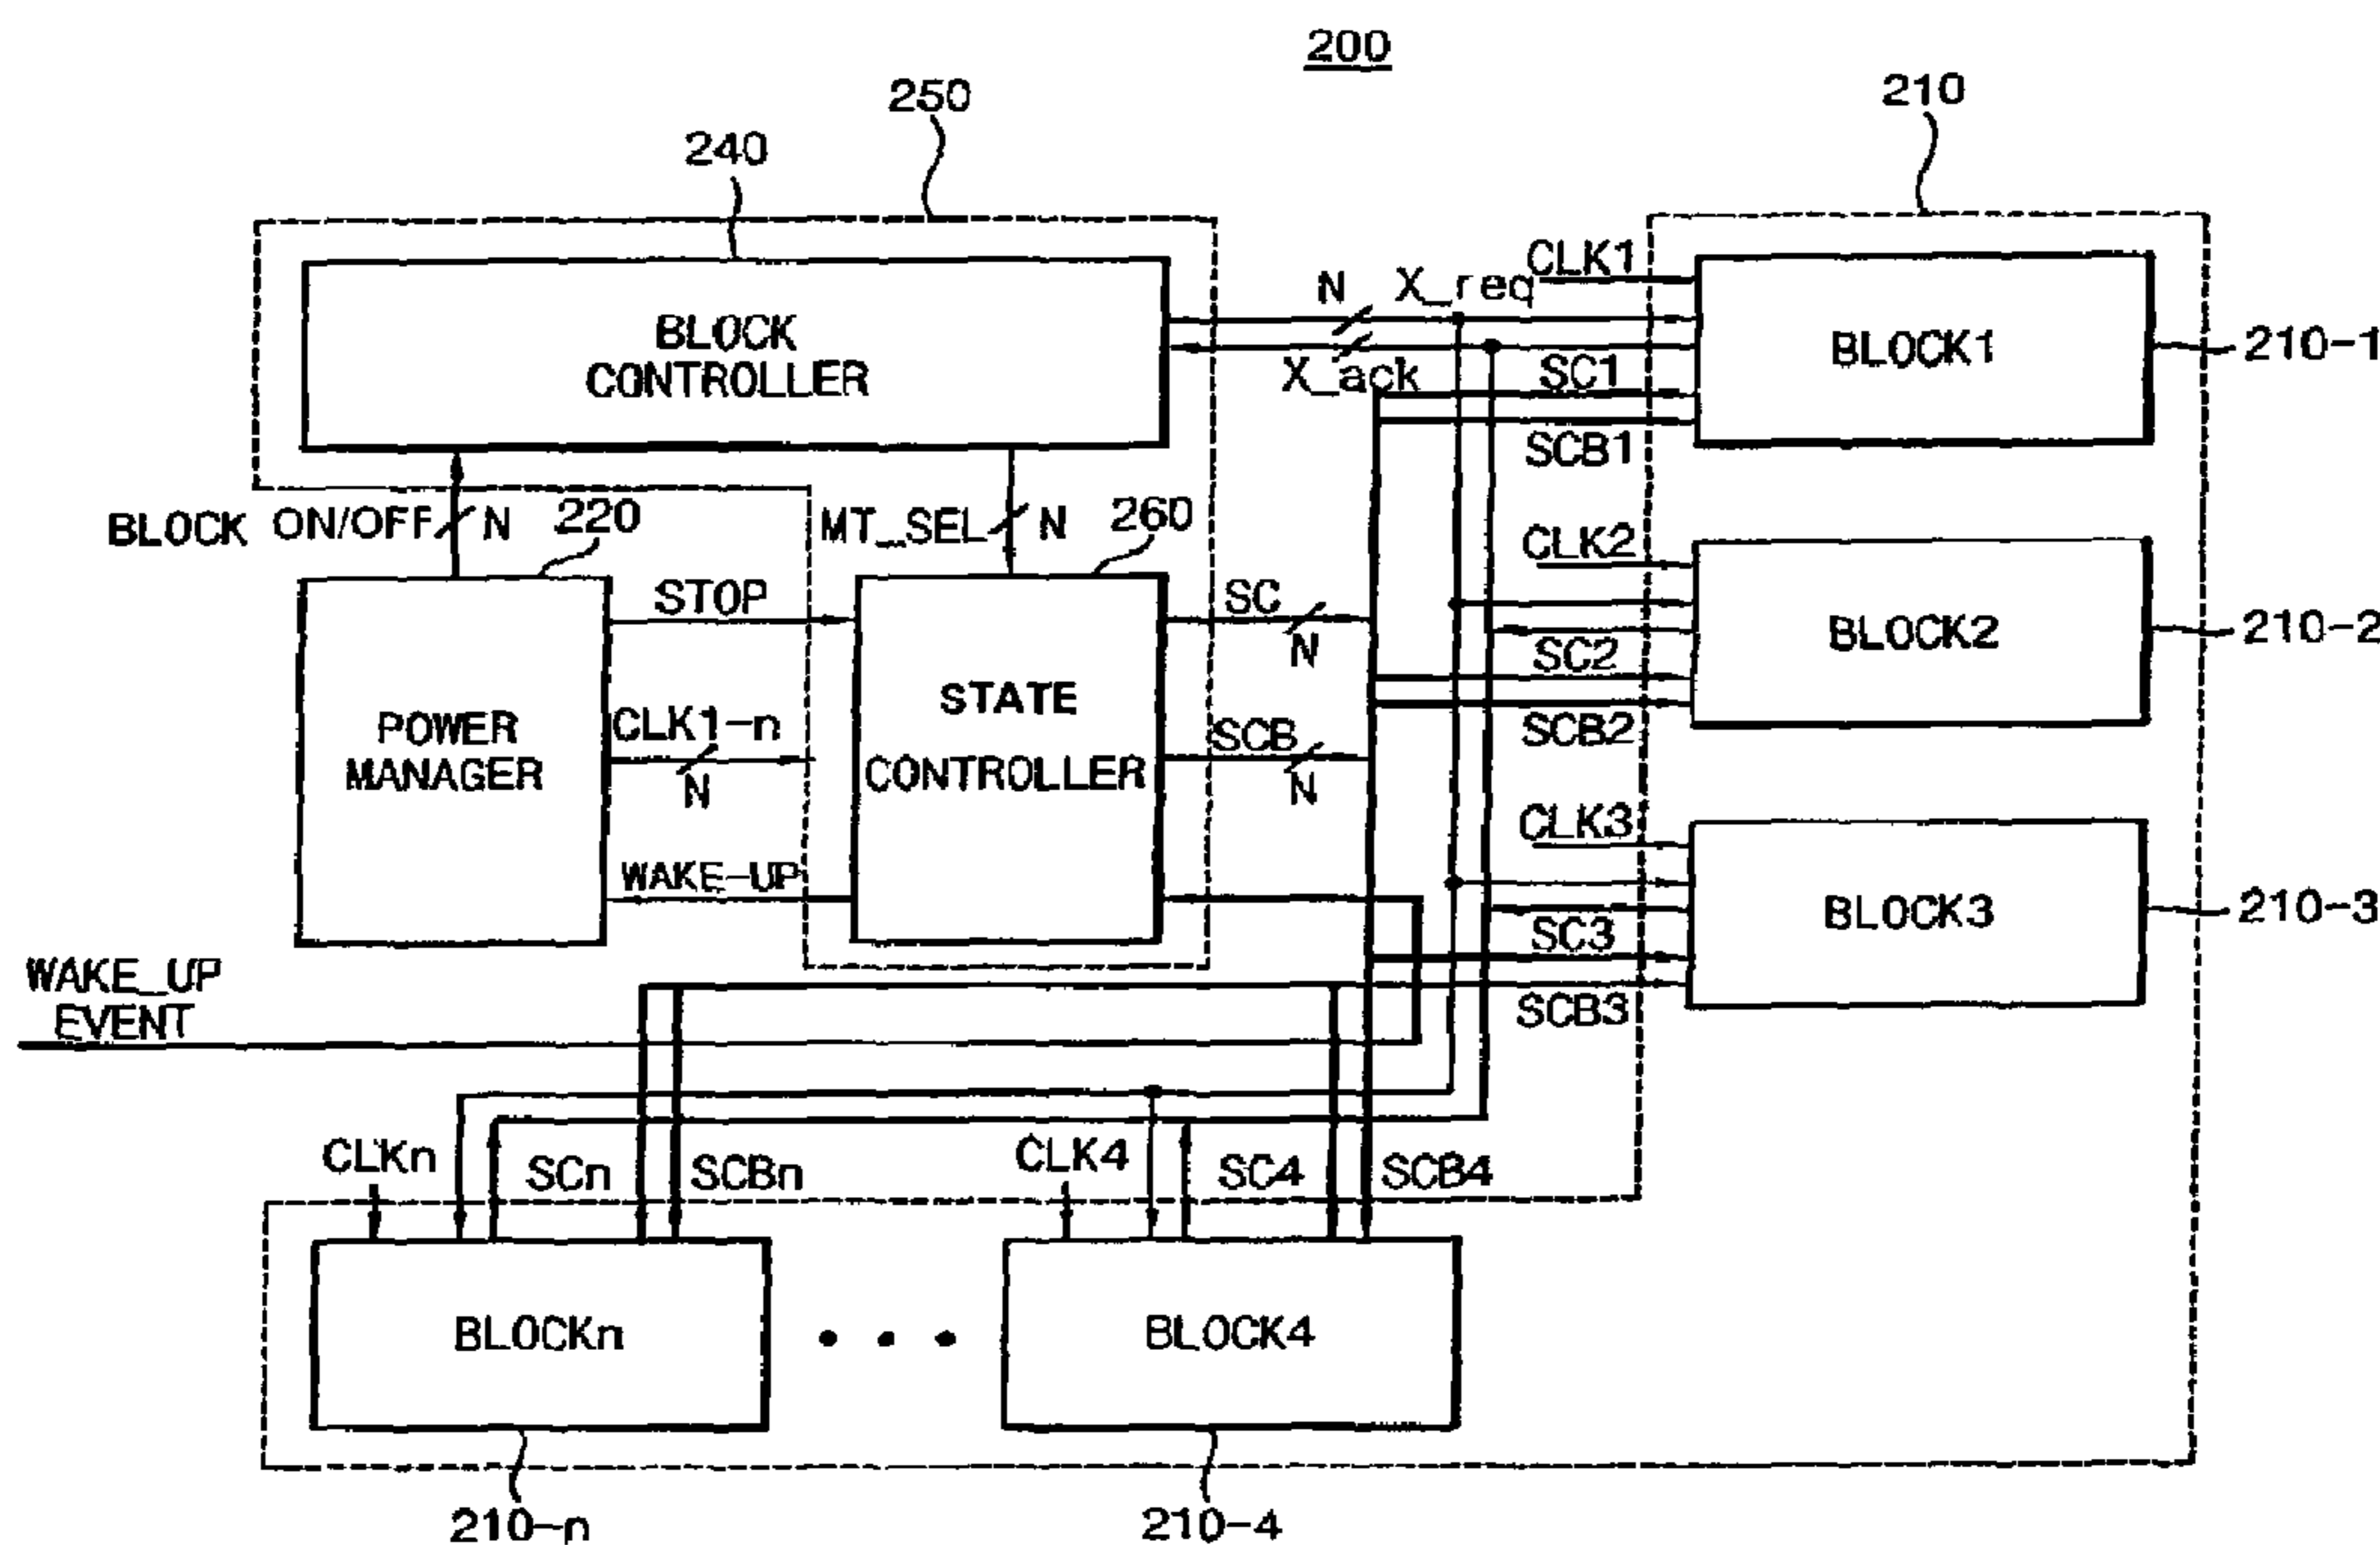 200
250
210
240
CLK1
N
X_req
BLOCK
CONTROLLER
BLOCK1
210-1
X_ack
SC1
SCB1
BLOCK ON/OFF
N
220
MT_SEL
N
260
CLK2
STOP
SC
N
BLOCK2
210-2
SC2
SCB2
POWER
MANAGER
CLK1-n
N
STATE
CONTROLLER
SCB
N
CLK3
WAKE-UP
BLOCK3
210-3
SC3
SCB3
WAKE_UP
EVENT
CLKn
SCn
SCBn
CLK4
SC4
SCB4
BLOCKn
• • •
BLOCK4
210-n
210-4